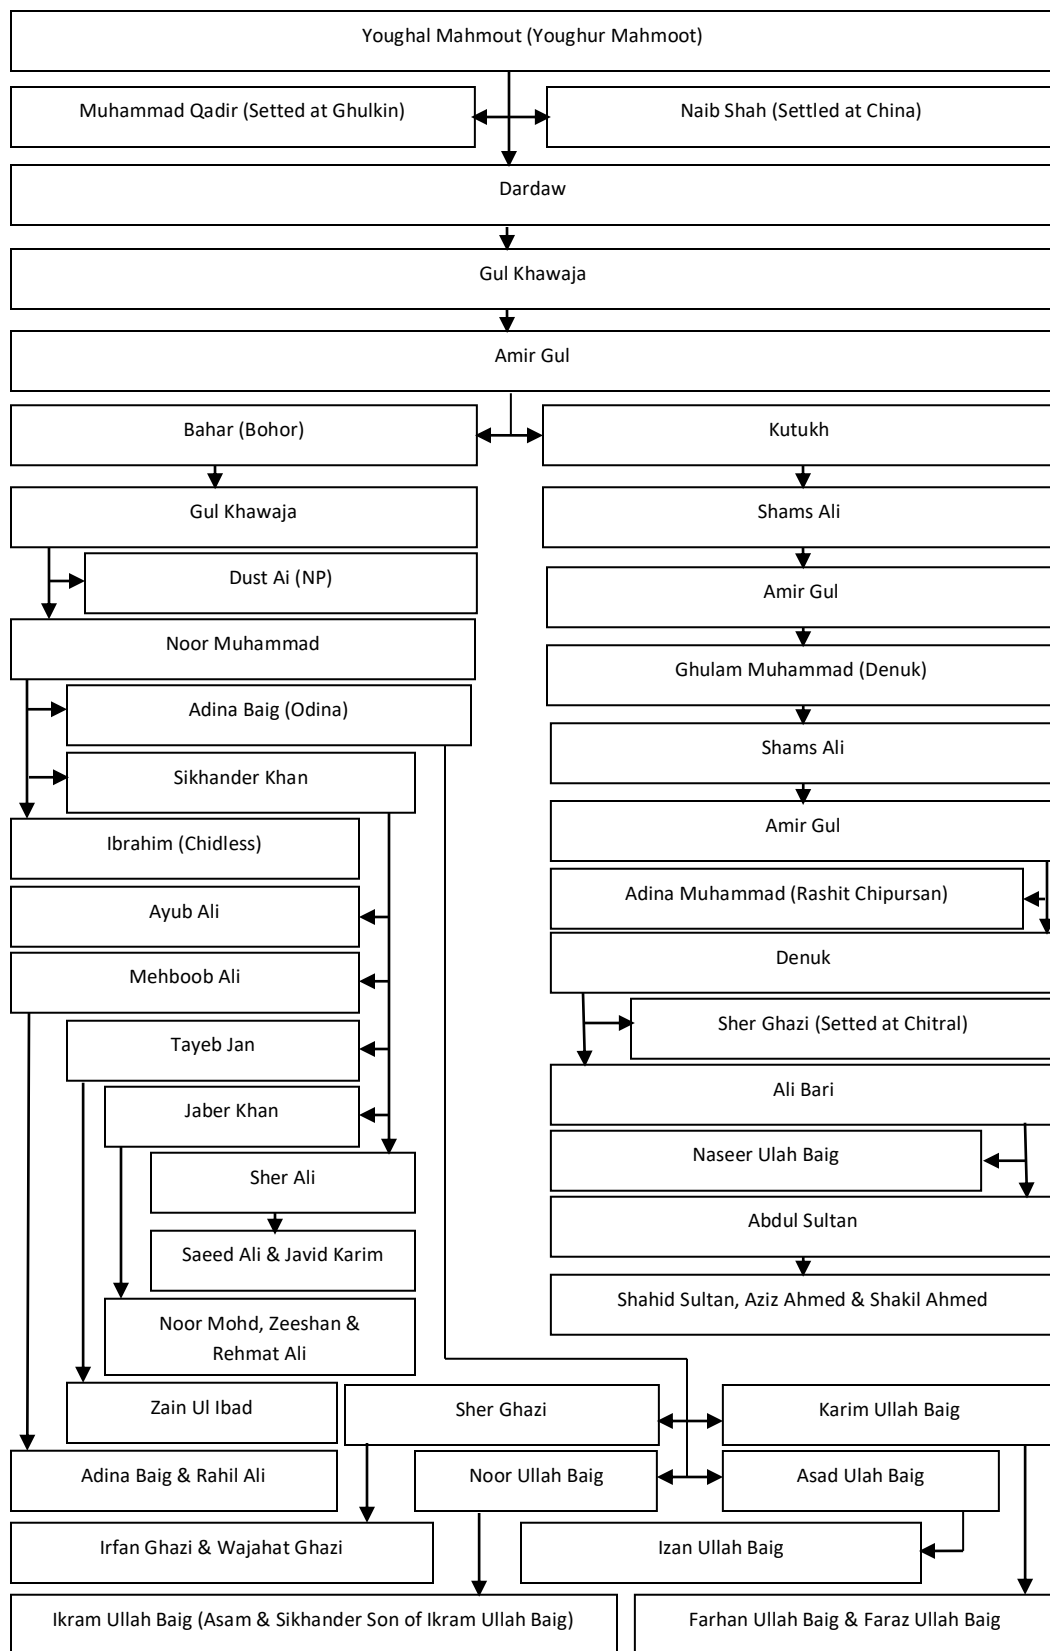 Youghal Mahmout (Youghur Mahmoot)
Muhammad Qadir (Setted at Ghulkin)
Naib Shah (Settled at China)
Dardaw
Gul Khawaja
Amir Gul
Bahar (Bohor)
Kutukh
Gul Khawaja
Shams Ali
Dust Ai (NP)
Amir Gul
Noor Muhammad
Ghulam Muhammad (Denuk)
Adina Baig (Odina)
Shams Ali
Sikhander Khan
Amir Gul
Ibrahim (Chidless)
Ayub Ali
Adina Muhammad (Rashit Chipursan)
Mehboob Ali
Denuk
Tayeb Jan
Sher Ghazi (Setted at Chitral)
Jaber Khan
Ali Bari
Sher Ali
Naseer Ulah Baig
Saeed Ali & Javid Karim
Abdul Sultan
Noor Mohd, Zeeshan &
Rehmat Ali
Shahid Sultan, Aziz Ahmed & Shakil Ahmed
Zain Ul Ibad
Sher Ghazi
Karim Ullah Baig
Adina Baig & Rahil Ali
Noor Ullah Baig
Asad Ulah Baig
Irfan Ghazi & Wajahat Ghazi
Izan Ullah Baig
Ikram Ullah Baig (Asam & Sikhander Son of Ikram Ullah Baig)
Farhan Ullah Baig & Faraz Ullah Baig